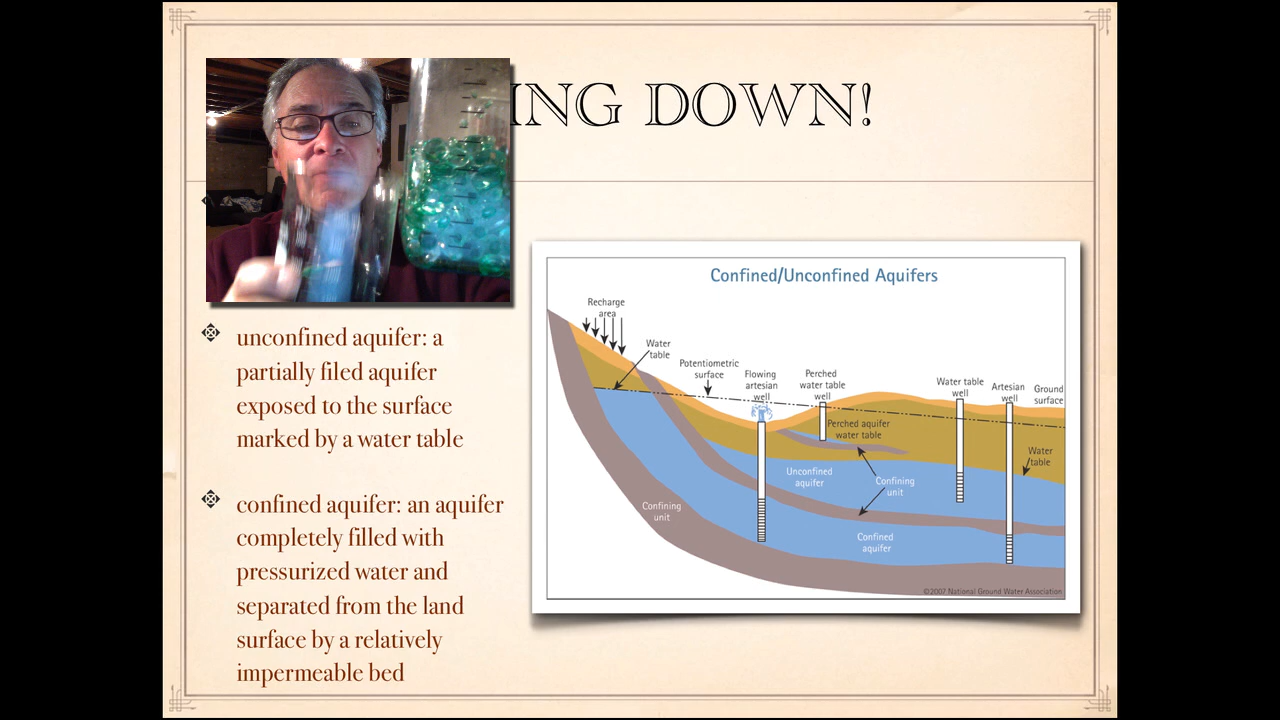 ING DOWN!
unconfined aquifer: a
partially filed aquifer
exposed to the surface
marked by a water table
confined aquifer: an aquifer
completely filled with
pressurized water and
separated from the land
surface by a relatively
impermeable bed
Confined/Unconfined Aquifers
Recharge
area
Water
table
Potentiometric
surface
Flowing
artesian
well
Perched
water table
well
Water table
well
Artesian
well
Ground
surface
Perched aquifer
water table
Water
table
Unconfined
aquifer
Confining
unit
Confining
unit
Confined
aquifer
©2007 National Ground Water Association